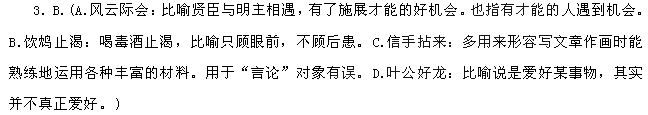 3. B.(A.风云际会：比喻贤臣与明主相遇，有了施展才能的好机会。也指有才能的人遇到机会。
B.饮鸩止渴：喝毒酒止渴，比喻只顾眼前，不顾后患。C.信手拈来：多用来形容写文章作画时能
熟练地运用各种丰富的材料。用于“言论”对象有误。D.叶公好龙：比喻说是爱好某事物，其实
并不真正爱好。)